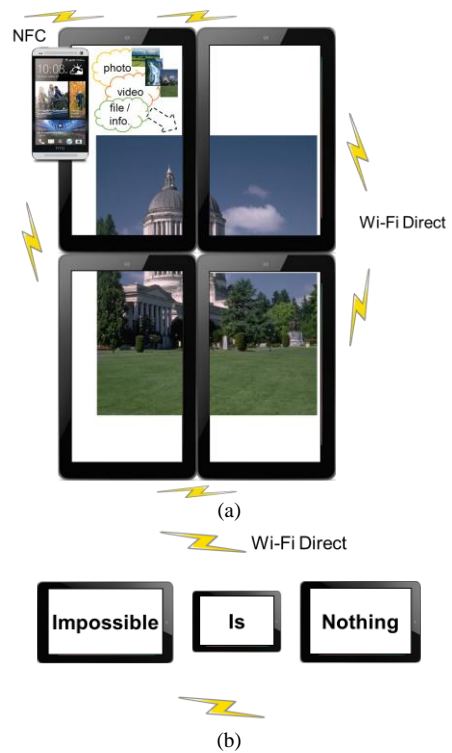 NFC
10:08
photo
video
file /
info.
Wi-Fi Direct
(a)
Wi-Fi Direct
Impossible
Is
Nothing
(b)